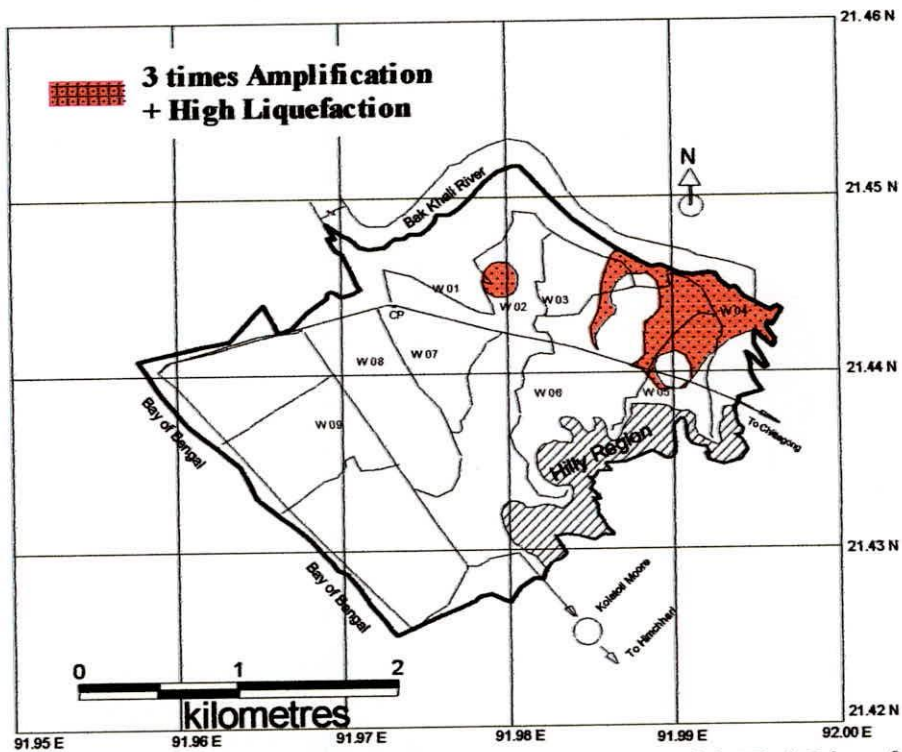 21.46 N
3 times Amplification
+ High Liquefaction
N
21.45 N
Bak Khali River
W 01
W 02
W 03
W 04
CP
W 07
W 08
21.44 N
W 06
W 05
To Chittagong
W 09
Bay of Bengal
Hilly Region
21.43 N
Bay of Bengal
Kolatoli Moore
To Himchhari
0 1 2
kilometres
21.42 N
91.95 E 91.96 E 91.97 E 91.98 E 91.99 E 92.00 E